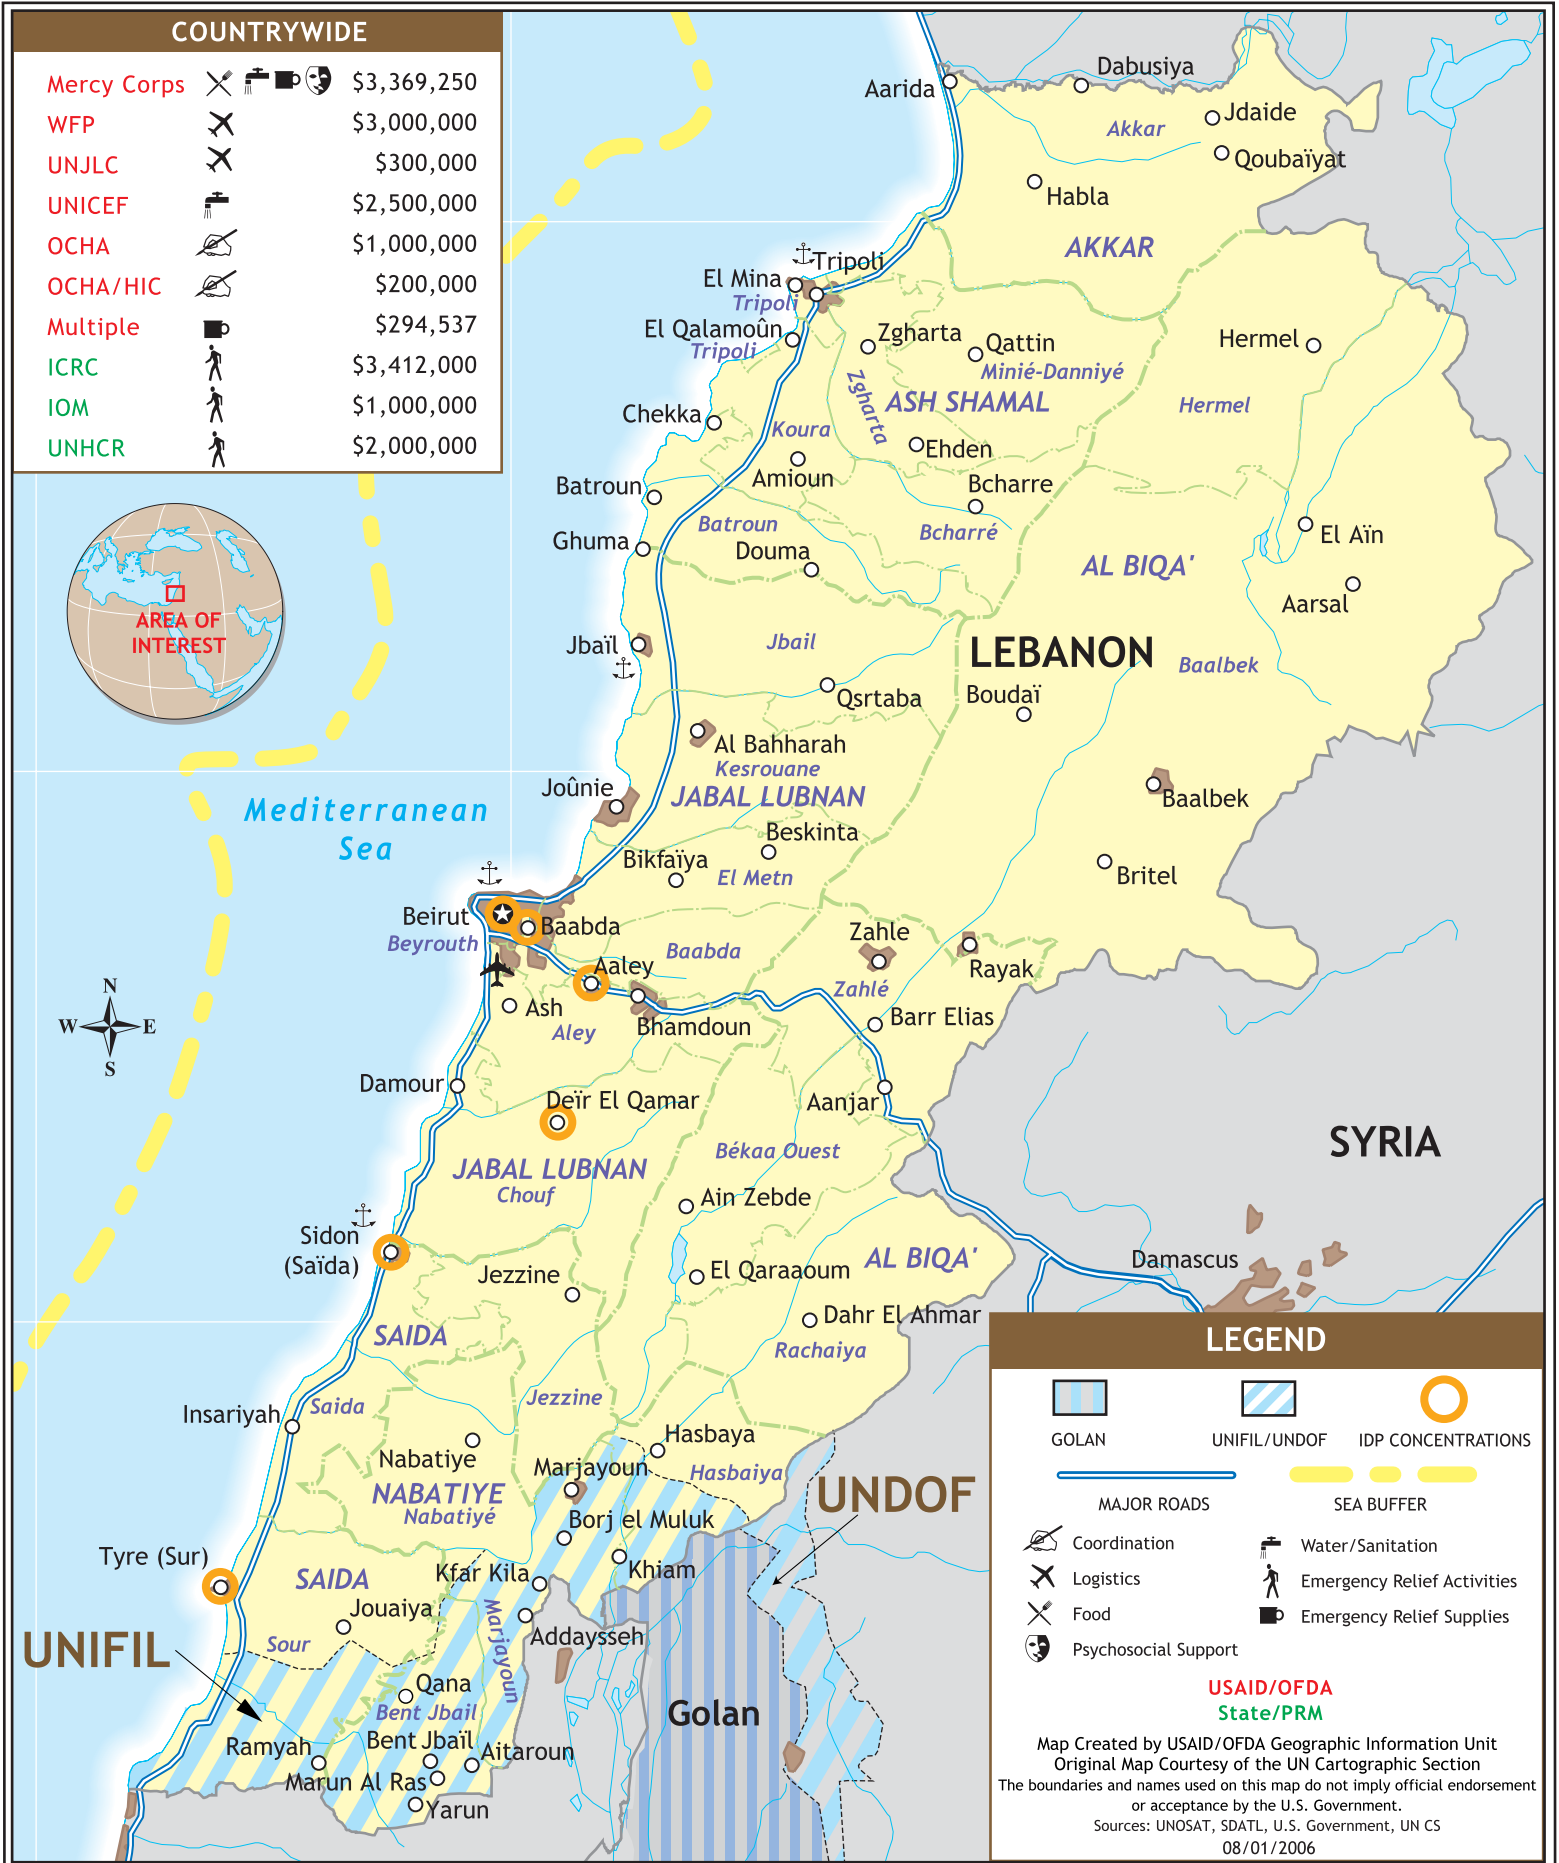 COUNTRYWIDE
Mercy Corps $3,369,250
WFP $3,000,000
UNJLC $300,000
UNICEF $2,500,000
OCHA $1,000,000
OCHA/HIC $200,000
Multiple $294,537
ICRC $3,412,000
IOM $1,000,000
UNHCR $2,000,000
AREA OF
INTEREST
Mediterranean
Sea
N
W E
S
Aarida
Dabusiya
Jdaide
Akkar
Qoubaïyat
Habla
AKKAR
Tripoli
El Mina
Tripoli
El Qalamoûn
Tripoli
Zgharta
Qattin
Minié-Danniyé
Hermel
Zgharta
ASH SHAMAL
Hermel
Chekka
Koura
Ehden
Amioun
Bcharre
Batroun
Batroun
Bcharré
El Aïn
Ghuma
Douma
AL BIQA'
Aarsal
Jbaïl
Jbail
LEBANON
Baalbek
Qsrtaba
Boudaï
Al Bahharah
Kesrouane
Joûnie
JABAL LUBNAN
Baalbek
Beskinta
Bikfaïya
El Metn
Britel
Beirut
Baabda
Beyrouth
Baabda
Zahle
Aaley
Rayak
Zahlé
Ash
Bhamdoun
Barr Elias
Aley
Damour
Deïr El Qamar
Aanjar
SYRIA
Békaa Ouest
JABAL LUBNAN
Chouf
Ain Zebde
Sidon
(Saïda)
Jezzine
El Qaraaoum
AL BIQA'
Damascus
Dahr El Ahmar
SAIDA
Rachaiya
Jezzine
Saida
Insariyah
Hasbaya
Nabatiye
Marjayoun
Hasbaiya
NABATIYE
Nabatiyé
UNDOF
Borj el Muluk
Tyre (Sur)
Kfar Kila
Khiam
SAIDA
Jouaiya
Marjayoun
Addaysseh
UNIFIL
Sour
Qana
Bent Jbail
Golan
Ramyah
Bent Jbaïl
Aitaroun
Marun Al Ras
Yarun
LEGEND
GOLAN UNIFIL/UNDOF IDP CONCENTRATIONS
MAJOR ROADS SEA BUFFER
Coordination Water/Sanitation
Logistics Emergency Relief Activities
Food Emergency Relief Supplies
Psychosocial Support
USAID/OFDA
State/PRM
Map Created by USAID/OFDA Geographic Information Unit
Original Map Courtesy of the UN Cartographic Section
The boundaries and names used on this map do not imply official endorsement
or acceptance by the U.S. Government.
Sources: UNOSAT, SDATL, U.S. Government, UN CS
08/01/2006